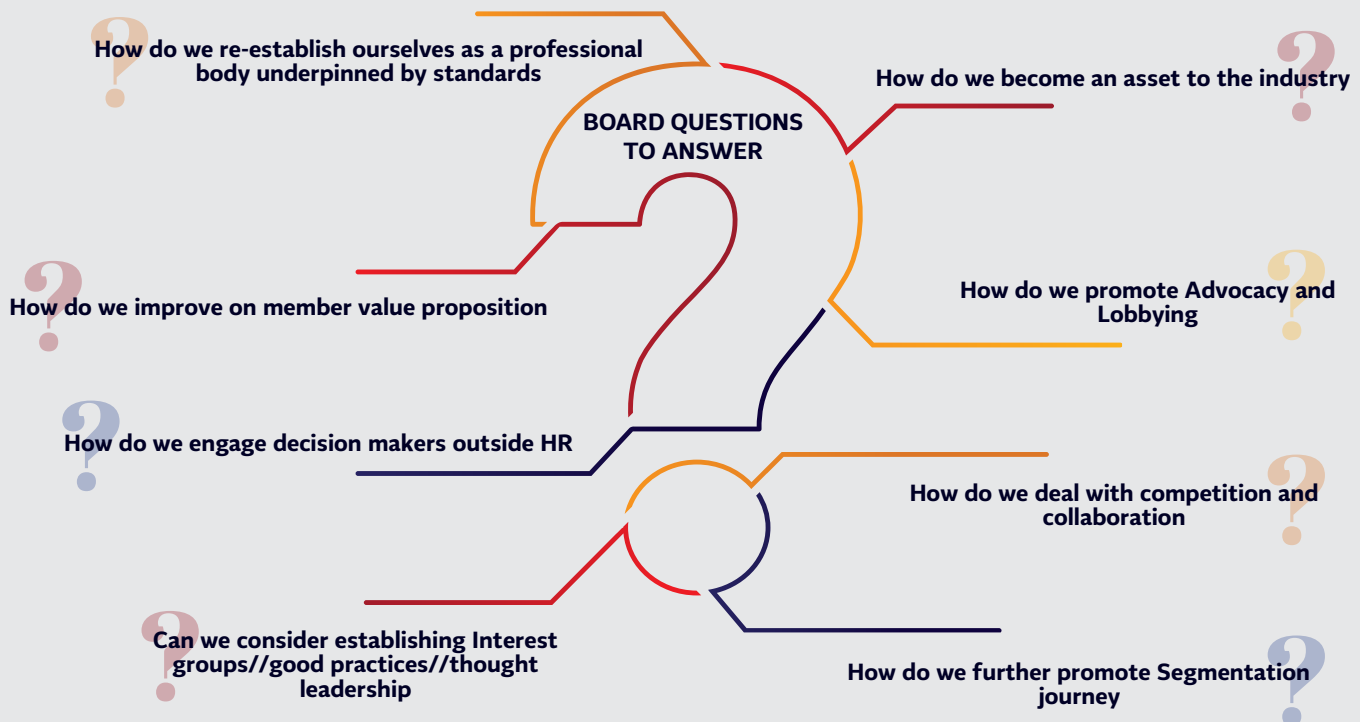 How do we re-establish ourselves as a professional
body underpinned by standards
How do we become an asset to the industry
BOARD QUESTIONS
TO ANSWER
How do we improve on member value proposition
How do we promote Advocacy and
Lobbying
How do we engage decision makers outside HR
How do we deal with competition and
collaboration
Can we consider establishing Interest
groups//good practices//thought
leadership
How do we further promote Segmentation
journey